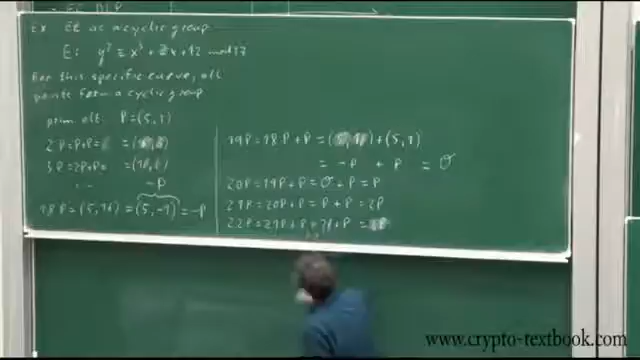 EC DLP
Ex EC as a cyclic group
E: y² ≡ x³ + 2x + 2 mod 17
For this specific curve, all
points form a cyclic group
prim. elt. P = (5,1)
2P = P+P =
3P = 2P+P =
-P
18P = (5,16) = (5,-1) = -P
19P = 18P + P = + (5,1)
= -P + P = O
20P = 19P + P = O + P = P
21P = 20P + P = P + P = 2P
22P = 21P + P = 2P + P =
www.crypto-textbook.com